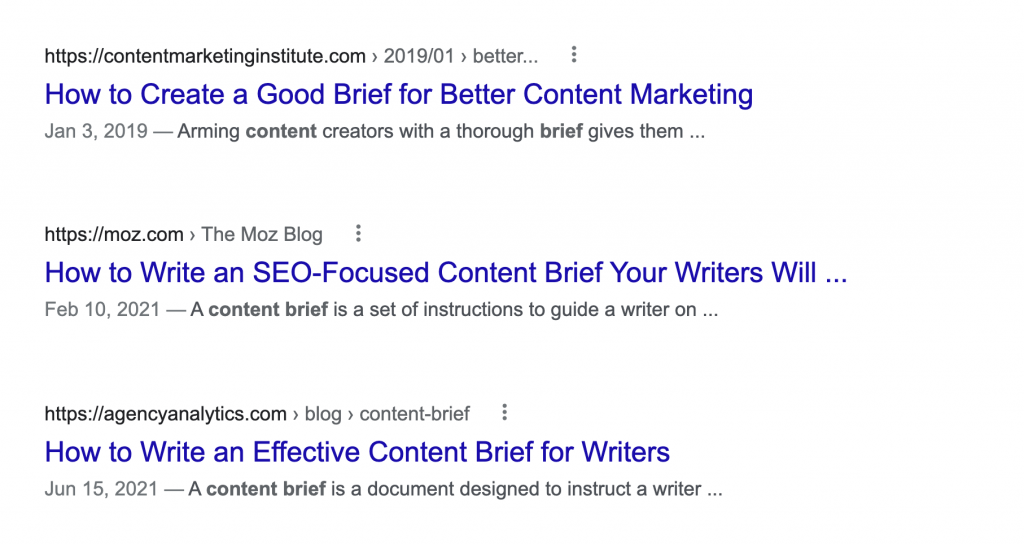 https://contentmarketinginstitute.com › 2019/01 › better...
How to Create a Good Brief for Better Content Marketing
Jan 3, 2019 — Arming content creators with a thorough brief gives them ...
https://moz.com › The Moz Blog
How to Write an SEO-Focused Content Brief Your Writers Will ...
Feb 10, 2021 — A content brief is a set of instructions to guide a writer on ...
https://agencyanalytics.com › blog › content-brief
How to Write an Effective Content Brief for Writers
Jun 15, 2021 — A content brief is a document designed to instruct a writer ...